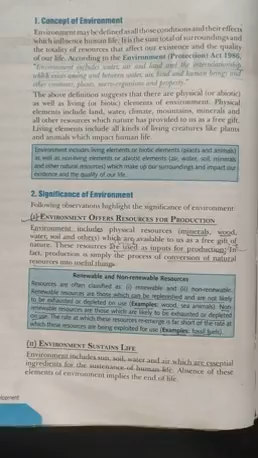 1. Concept of Environment
Environment may be defined as all those conditions and their effects
which influence human life. It is the sum total of surroundings and
the totality of resources that affect our existence and the quality
of our life. According to the Environment (Protection) Act 1986,
"Environment includes water, air and land and the interrelationship
which exists among and between water, air, land and human beings and
other creatures, plants, micro-organisms and property."
The above definition suggests that there are physical (or abiotic)
as well as living (or biotic) elements of environment. Physical
elements include land, water, climate, mountains, minerals and
all other resources which nature has provided to us as a free gift.
Living elements include all kinds of living creatures like plants
and animals which impact human life.
Environment includes living elements or biotic elements (plants and animals)
as well as non-living elements or abiotic elements (air, water, soil, minerals
and other natural resources) which make up our surroundings and impact our
existence and the quality of our life.
2. Significance of Environment
Following observations highlight the significance of environment:
(i) ENVIRONMENT OFFERS RESOURCES FOR PRODUCTION
Environment includes physical resources (minerals, wood,
water, soil and others) which are available to us as a free gift of
nature. These resources are used as inputs for production. In
fact, production is simply the process of conversion of natural
resources into useful things.
Renewable and Non-renewable Resources
Resources are often classified as: (i) renewable and (ii) non-renewable.
Renewable resources are those which can be replenished and are not likely
to be exhausted or depleted on use (Examples: wood, sea animals). Non-
renewable resources are those which are likely to be exhausted or depleted
on use. The rate at which these resources re-emerge is far short of the rate at
which these resources are being exploited for use (Example: fossil fuels).
(ii) ENVIRONMENT SUSTAINS LIFE
Environment includes sun, soil, water and air which are essential
ingredients for the sustenance of human life. Absence of these
elements of environment implies the end of life.